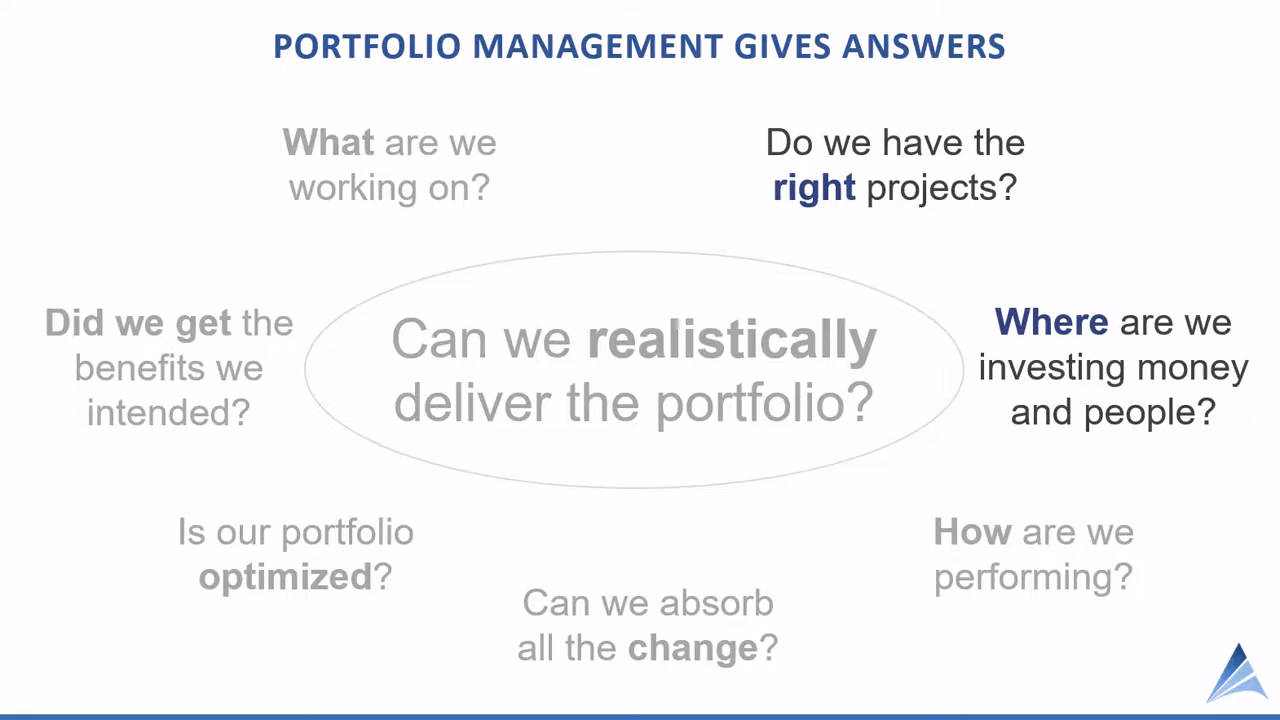 PORTFOLIO MANAGEMENT GIVES ANSWERS
What are we
working on?
Do we have the
right projects?
Did we get the
benefits we
intended?
Can we realistically
deliver the portfolio?
Where are we
investing money
and people?
Is our portfolio
optimized?
Can we absorb
all the change?
How are we
performing?